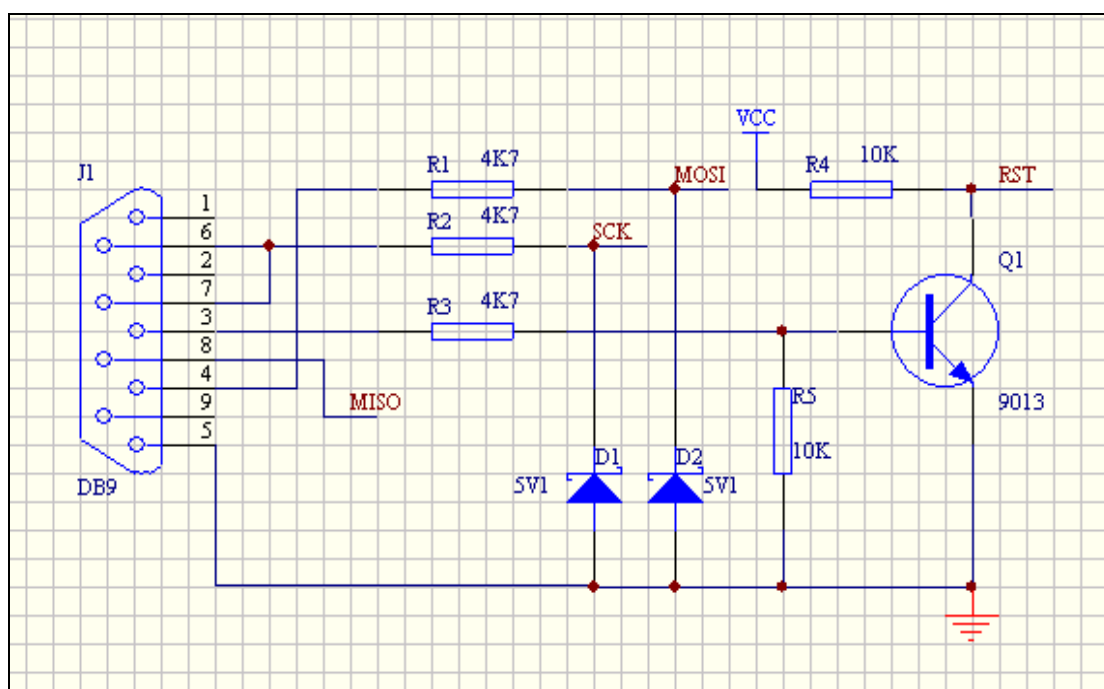 VCC
J1
R1 4K7
MOSI
R4 10K
RST
1
6
R2 4K7
SCK
2
Q1
7
3
R3 4K7
8
4
MISO
R5
9013
9
5
10K
DB9
D1
5V1
D2
5V1